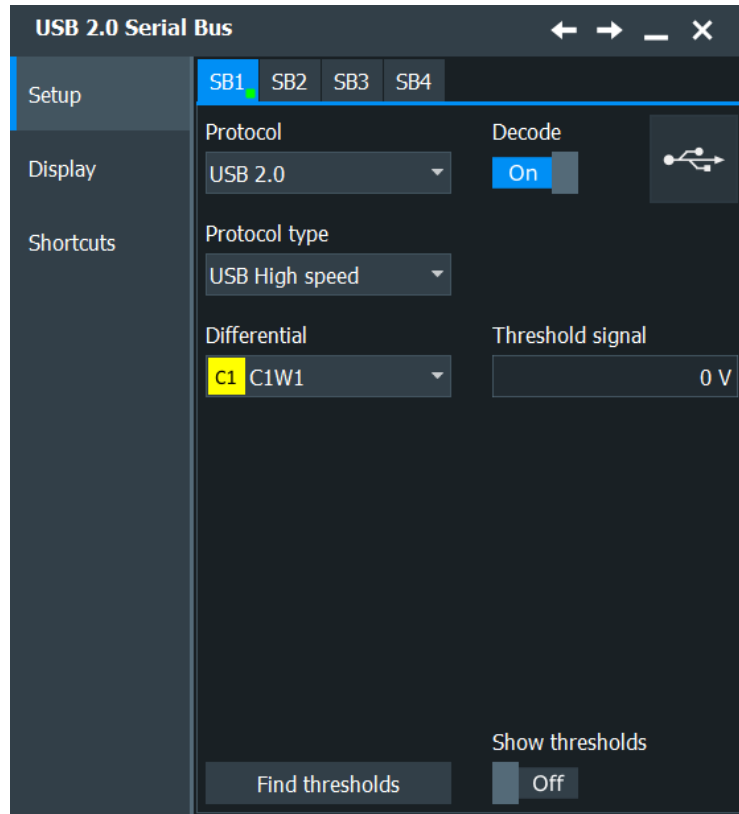 USB 2.0 Serial Bus
Setup
Display
Shortcuts
SB1 SB2 SB3 SB4
Protocol Decode
USB 2.0 On
Protocol type
USB High speed
Differential Threshold signal
C1 C1W1 0 V
Show thresholds
Find thresholds Off